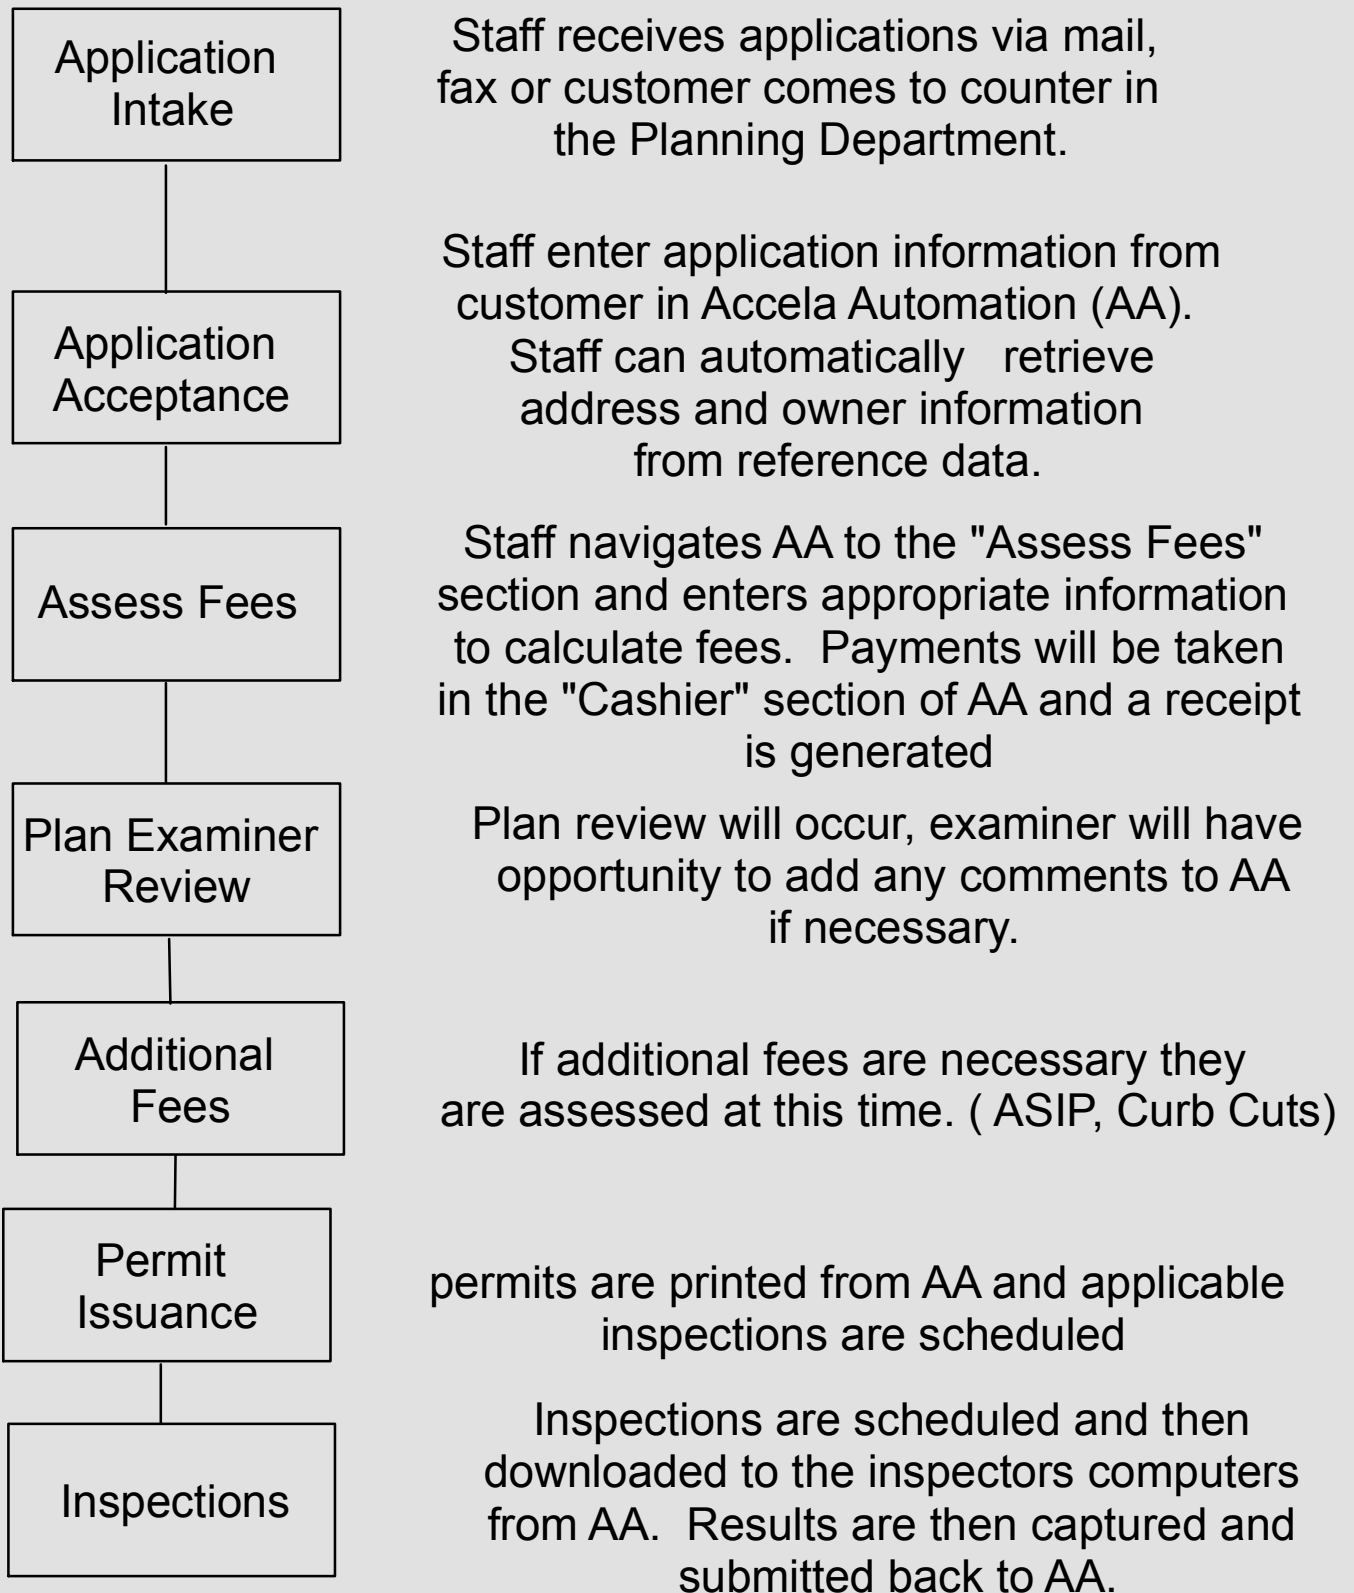 Application
Intake
Staff receives applications via mail,
fax or customer comes to counter in
the Planning Department.
Application
Acceptance
Staff enter application information from
customer in Accela Automation (AA).
Staff can automatically   retrieve
address and owner information
from reference data.
Assess Fees
Staff navigates AA to the "Assess Fees"
section and enters appropriate information
to calculate fees.  Payments will be taken
in the "Cashier" section of AA and a receipt
is generated
Plan Examiner
Review
Plan review will occur, examiner will have
opportunity to add any comments to AA
if necessary.
Additional
Fees
If additional fees are necessary they
are assessed at this time. ( ASIP, Curb Cuts)
Permit
Issuance
permits are printed from AA and applicable
inspections are scheduled
Inspections
Inspections are scheduled and then
downloaded to the inspectors computers
from AA.  Results are then captured and
submitted back to AA.